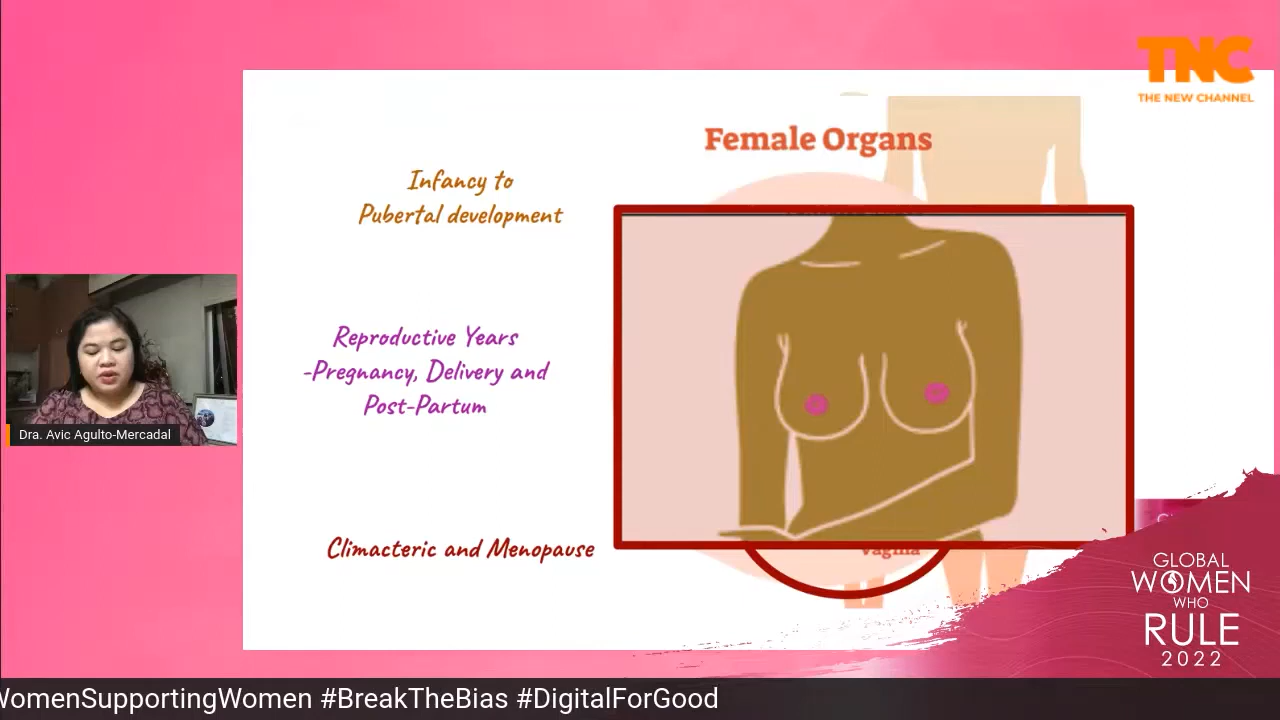 TNC
THE NEW CHANNEL
Female Organs
Infancy to
Pubertal development
Reproductive Years
-Pregnancy, Delivery and
Post-Partum
Climacteric and Menopause
Vagina
Dra. Avic Agulto-Mercadal
GLOBAL
WOMEN
WHO
RULE
2022
WomenSupportingWomen #BreakTheBias #DigitalForGood